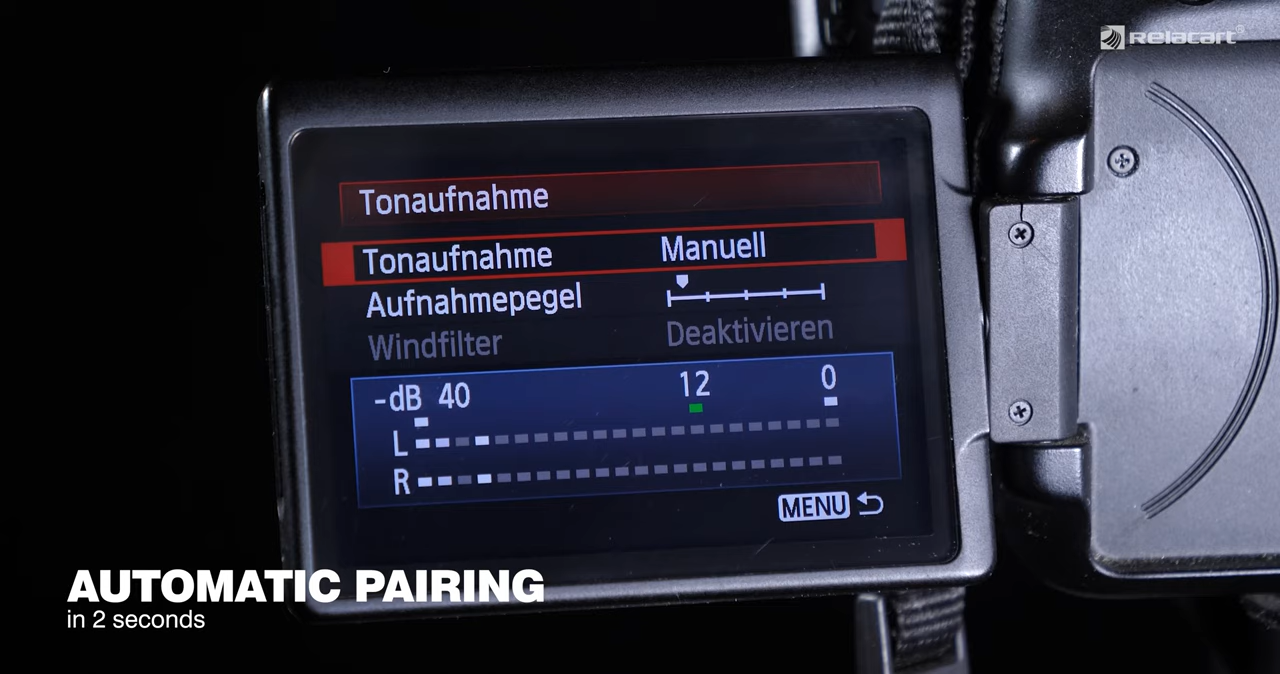 Relacart®
Tonaufnahme
Tonaufnahme Manuell
Aufnahmepegel
Windfilter Deaktivieren
-dB 40 12 0
L
R
MENU
AUTOMATIC PAIRING
in 2 seconds